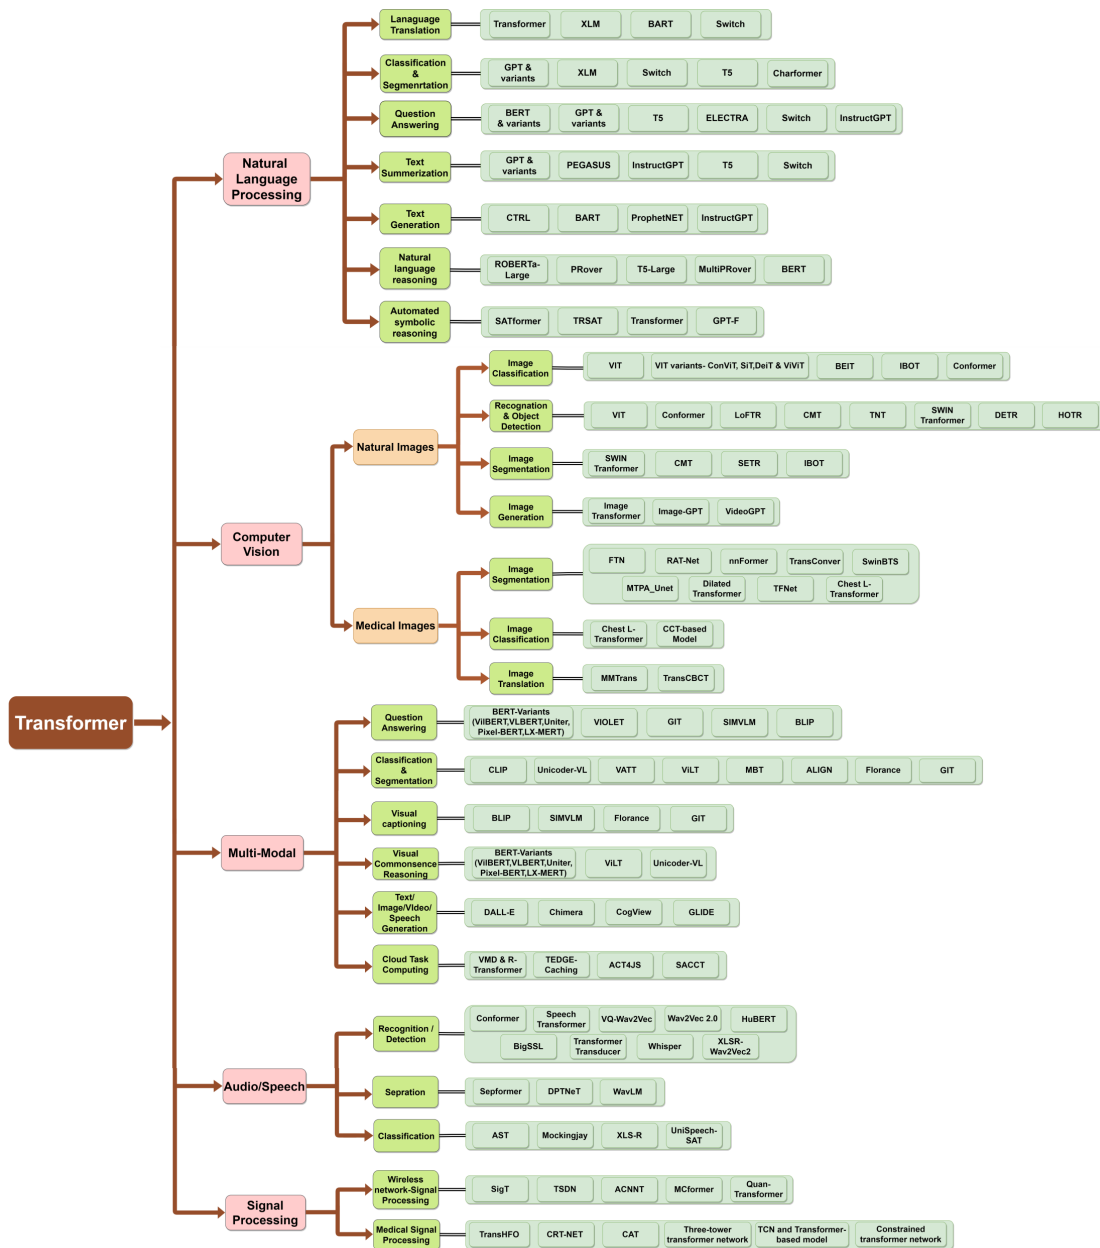 Transformer
Natural
Language
Processing
Lanaguage
Translation
Transformer
XLM
BART
Switch
Classification
&
Segmenrtation
GPT &
variants
XLM
Switch
T5
Charformer
Question
Answering
BERT
& variants
GPT &
variants
T5
ELECTRA
Switch
InstructGPT
Text
Summerization
GPT &
variants
PEGASUS
InstructGPT
T5
Switch
Text
Generation
CTRL
BART
ProphetNET
InstructGPT
Natural
language
reasoning
ROBERTa-
Large
PRover
T5-Large
MultiPRover
BERT
Automated
symbolic
reasoning
SATformer
TRSAT
Transformer
GPT-F
Computer
Vision
Natural Images
Image
Classification
VIT
VIT variants- ConViT, SiT,DeiT & ViViT
BEIT
IBOT
Conformer
Recognation
& Object
Detection
VIT
Conformer
LoFTR
CMT
TNT
SWIN
Tranformer
DETR
HOTR
Image
Segmentation
SWIN
Tranformer
CMT
SETR
IBOT
Image
Generation
Image
Transformer
Image-GPT
VideoGPT
Medical Images
Image
Segmentation
FTN
RAT-Net
nnFormer
TransConver
SwinBTS
MTPA_Unet
Dilated
Transformer
TFNet
Chest L-
Transformer
Image
Classification
Chest L-
Transformer
CCT-based
Model
Image
Translation
MMTrans
TransCBCT
Multi-Modal
Question
Answering
BERT-Variants
(VilBERT,VLBERT,Uniter,
Pixel-BERT,LX-MERT)
VIOLET
GIT
SIMVLM
BLIP
Classification
&
Segmentation
CLIP
Unicoder-VL
VATT
ViLT
MBT
ALIGN
Florance
GIT
Visual
captioning
BLIP
SIMVLM
Florance
GIT
Visual
Commonsence
Reasoning
BERT-Variants
(VilBERT,VLBERT,Uniter,
Pixel-BERT,LX-MERT)
ViLT
Unicoder-VL
Text/
Image/VIdeo/
Speech
Generation
DALL-E
Chimera
CogView
GLIDE
Cloud Task
Computing
VMD & R-
Transformer
TEDGE-
Caching
ACT4JS
SACCT
Audio/Speech
Recognition /
Detection
Conformer
Speech
Transformer
VQ-Wav2Vec
Wav2Vec 2.0
HuBERT
BigSSL
Transformer
Transducer
Whisper
XLSR-
Wav2Vec2
Sepration
Sepformer
DPTNeT
WavLM
Classification
AST
Mockingjay
XLS-R
UniSpeech-
SAT
Signal
Processing
Wireless
network-Signal
Processing
SigT
TSDN
ACNNT
MCformer
Quan-
Transformer
Medical Signal
Processing
TransHFO
CRT-NET
CAT
Three-tower
transformer network
TCN and Transformer-
based model
Constrained
transformer network